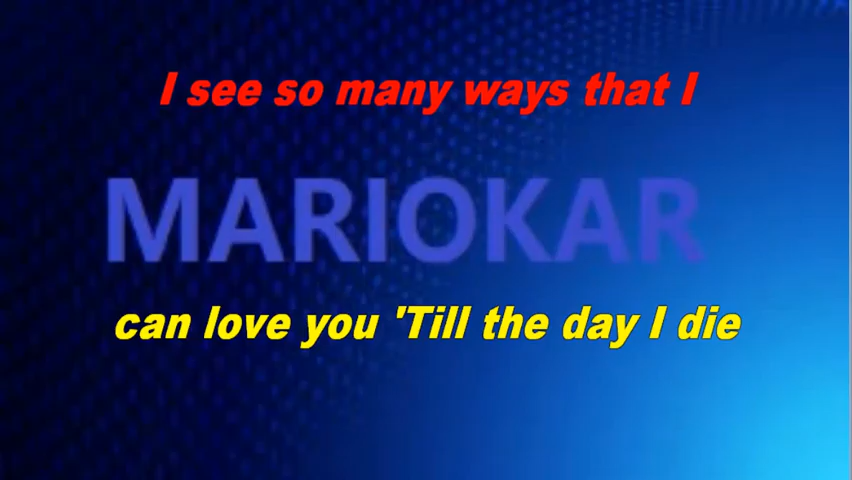 I see so many ways that I
MARIOKAR
can love you 'Till the day I die